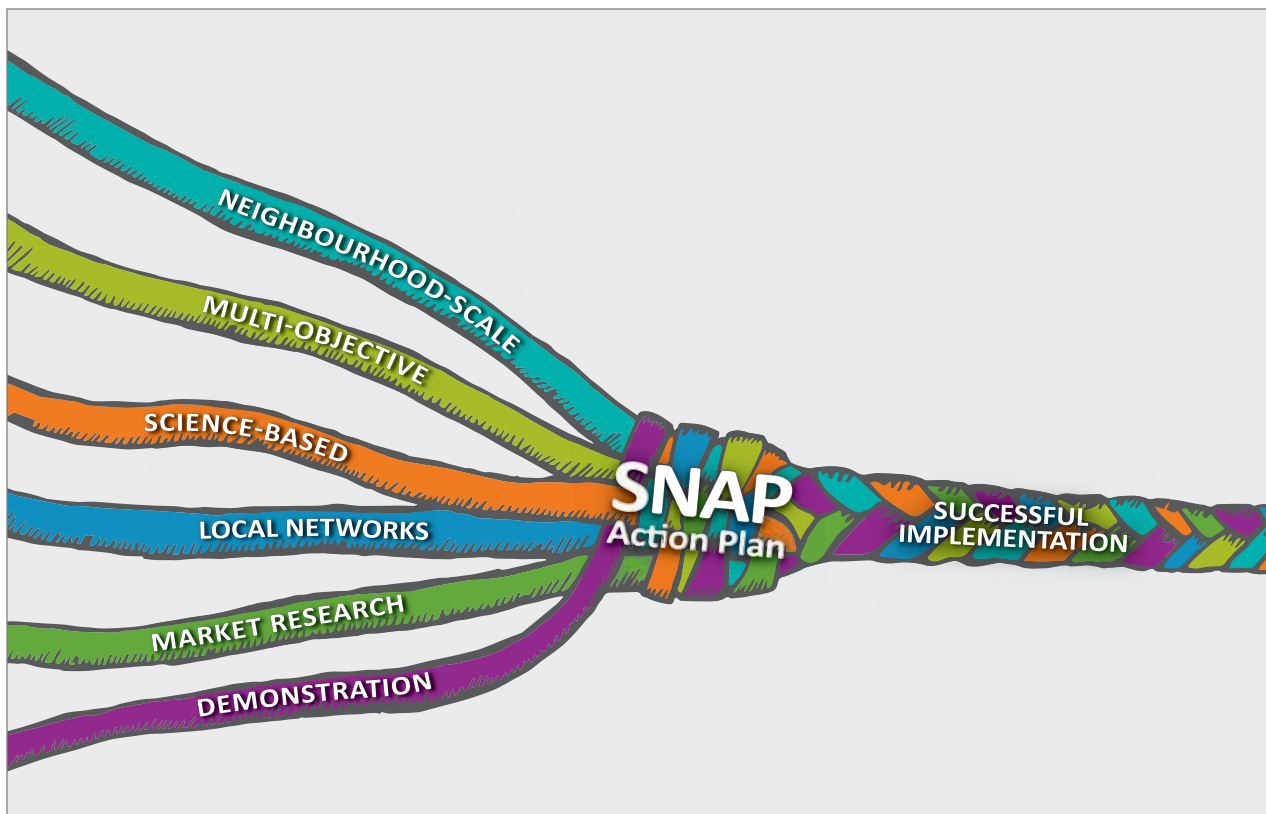 NEIGHBOURHOOD-SCALE
MULTI-OBJECTIVE
SCIENCE-BASED
LOCAL NETWORKS
MARKET RESEARCH
DEMONSTRATION
SNAP
Action Plan
SUCCESSFUL
IMPLEMENTATION